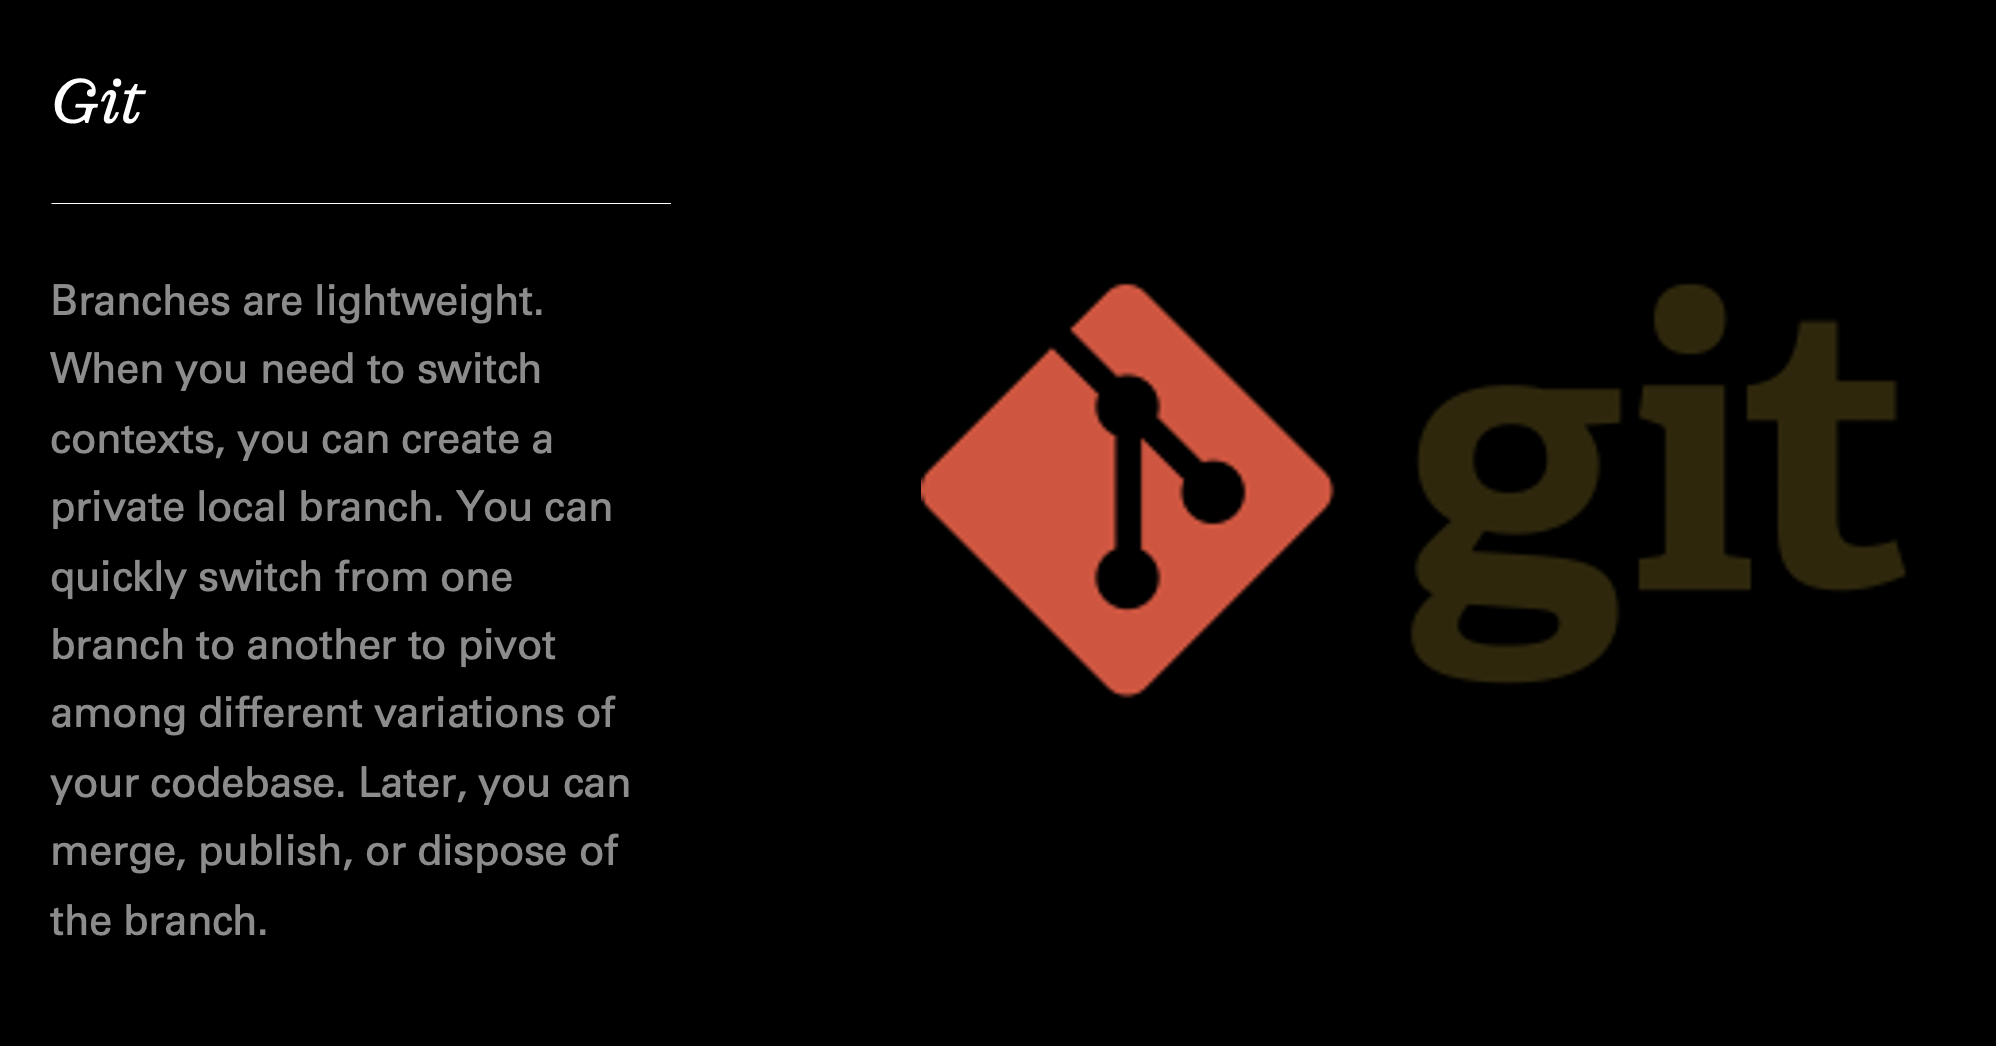 Git
Branches are lightweight.
When you need to switch
contexts, you can create a
private local branch. You can
quickly switch from one
branch to another to pivot
among different variations of
your codebase. Later, you can
merge, publish, or dispose of
the branch.
git